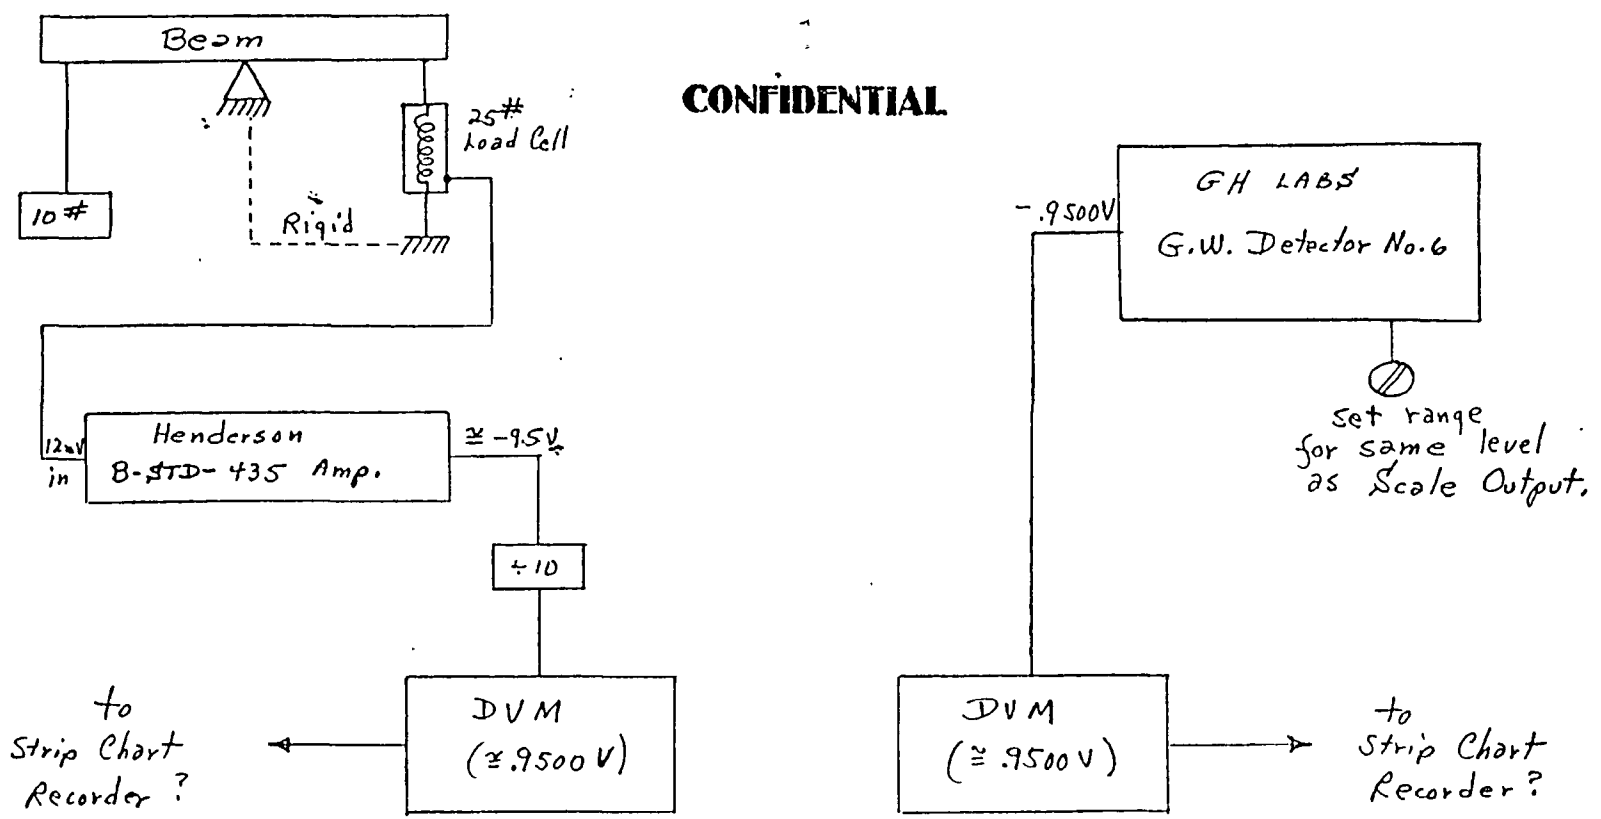 Beam
CONFIDENTIAL
25#
Load Cell
10#
Rigid
GH LABS
G.W. Detector No.6
-.9500V
set range
for same level
as Scale Output.
12mV
in
Henderson
8-STD-435 Amp.
≅ -9.5V
÷10
DVM
(≅.9500 V)
to
Strip Chart
Recorder?
DVM
(≅.9500 V)
to
Strip Chart
Recorder?